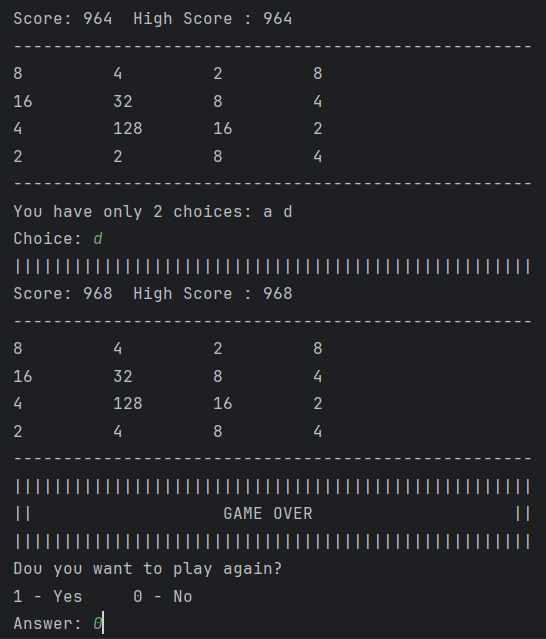 Score: 964  High Score : 964
----------------------------------------------------
8         4         2         8
16        32        8         4
4         128       16        2
2         2         8         4
----------------------------------------------------
You have only 2 choices: a d
Choice: d
||||||||||||||||||||||||||||||||||||||||||||||||||||
Score: 968  High Score : 968
----------------------------------------------------
8         4         2         8
16        32        8         4
4         128       16        2
2         4         8         4
----------------------------------------------------
||||||||||||||||||||||||||||||||||||||||||||||||||||
||                   GAME OVER                    ||
||||||||||||||||||||||||||||||||||||||||||||||||||||
Dou you want to play again?
1 - Yes     0 - No
Answer: 0